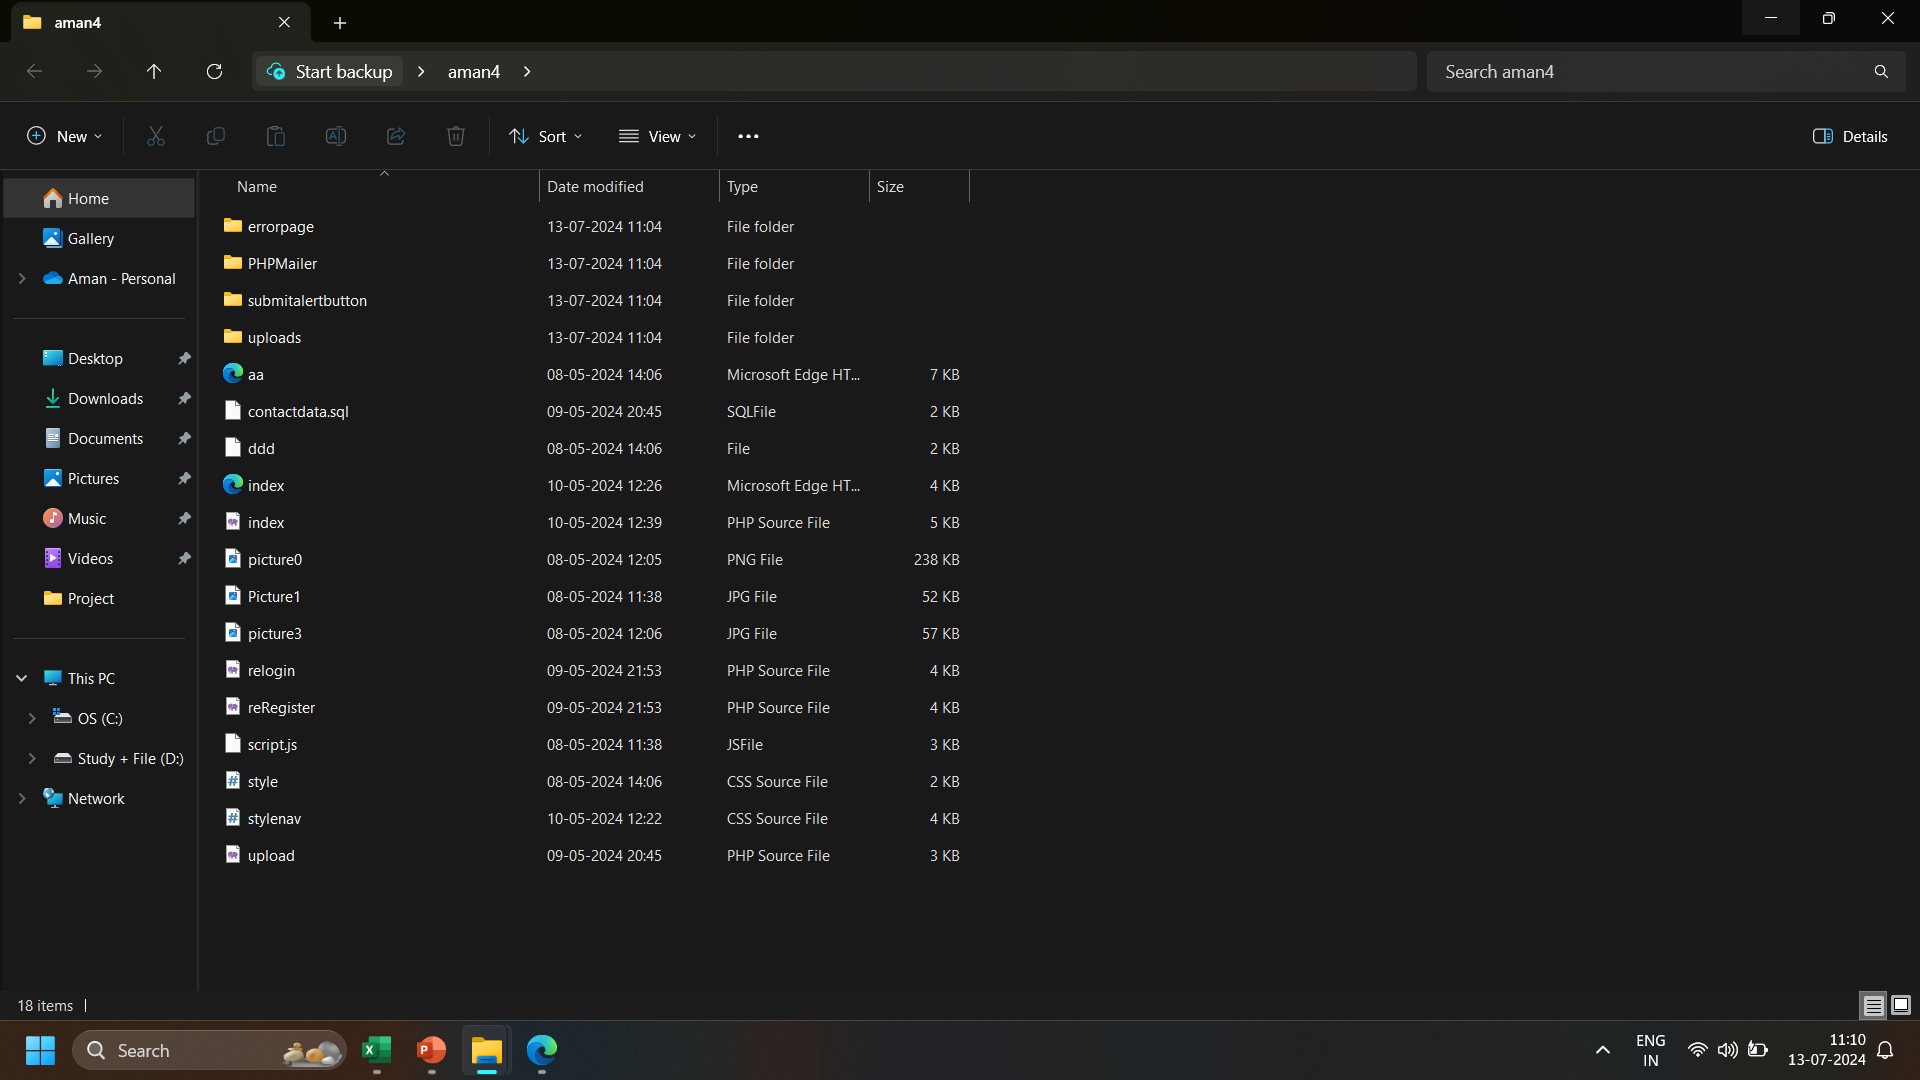 aman4
Start backup aman4
Search aman4
New Sort View Details
Name Date modified Type Size
Home
Gallery
Aman - Personal
Desktop
Downloads
Documents
Pictures
Music
Videos
Project
This PC
OS (C:)
Study + File (D:)
Network
errorpage 13-07-2024 11:04 File folder
PHPMailer 13-07-2024 11:04 File folder
submitalertbutton 13-07-2024 11:04 File folder
uploads 13-07-2024 11:04 File folder
aa 08-05-2024 14:06 Microsoft Edge HT... 7 KB
contactdata.sql 09-05-2024 20:45 SQLFile 2 KB
ddd 08-05-2024 14:06 File 2 KB
index 10-05-2024 12:26 Microsoft Edge HT... 4 KB
index 10-05-2024 12:39 PHP Source File 5 KB
picture0 08-05-2024 12:05 PNG File 238 KB
Picture1 08-05-2024 11:38 JPG File 52 KB
picture3 08-05-2024 12:06 JPG File 57 KB
relogin 09-05-2024 21:53 PHP Source File 4 KB
reRegister 09-05-2024 21:53 PHP Source File 4 KB
script.js 08-05-2024 11:38 JSFile 3 KB
style 08-05-2024 14:06 CSS Source File 2 KB
stylenav 10-05-2024 12:22 CSS Source File 4 KB
upload 09-05-2024 20:45 PHP Source File 3 KB
18 items
Search
ENG
IN
11:10
13-07-2024